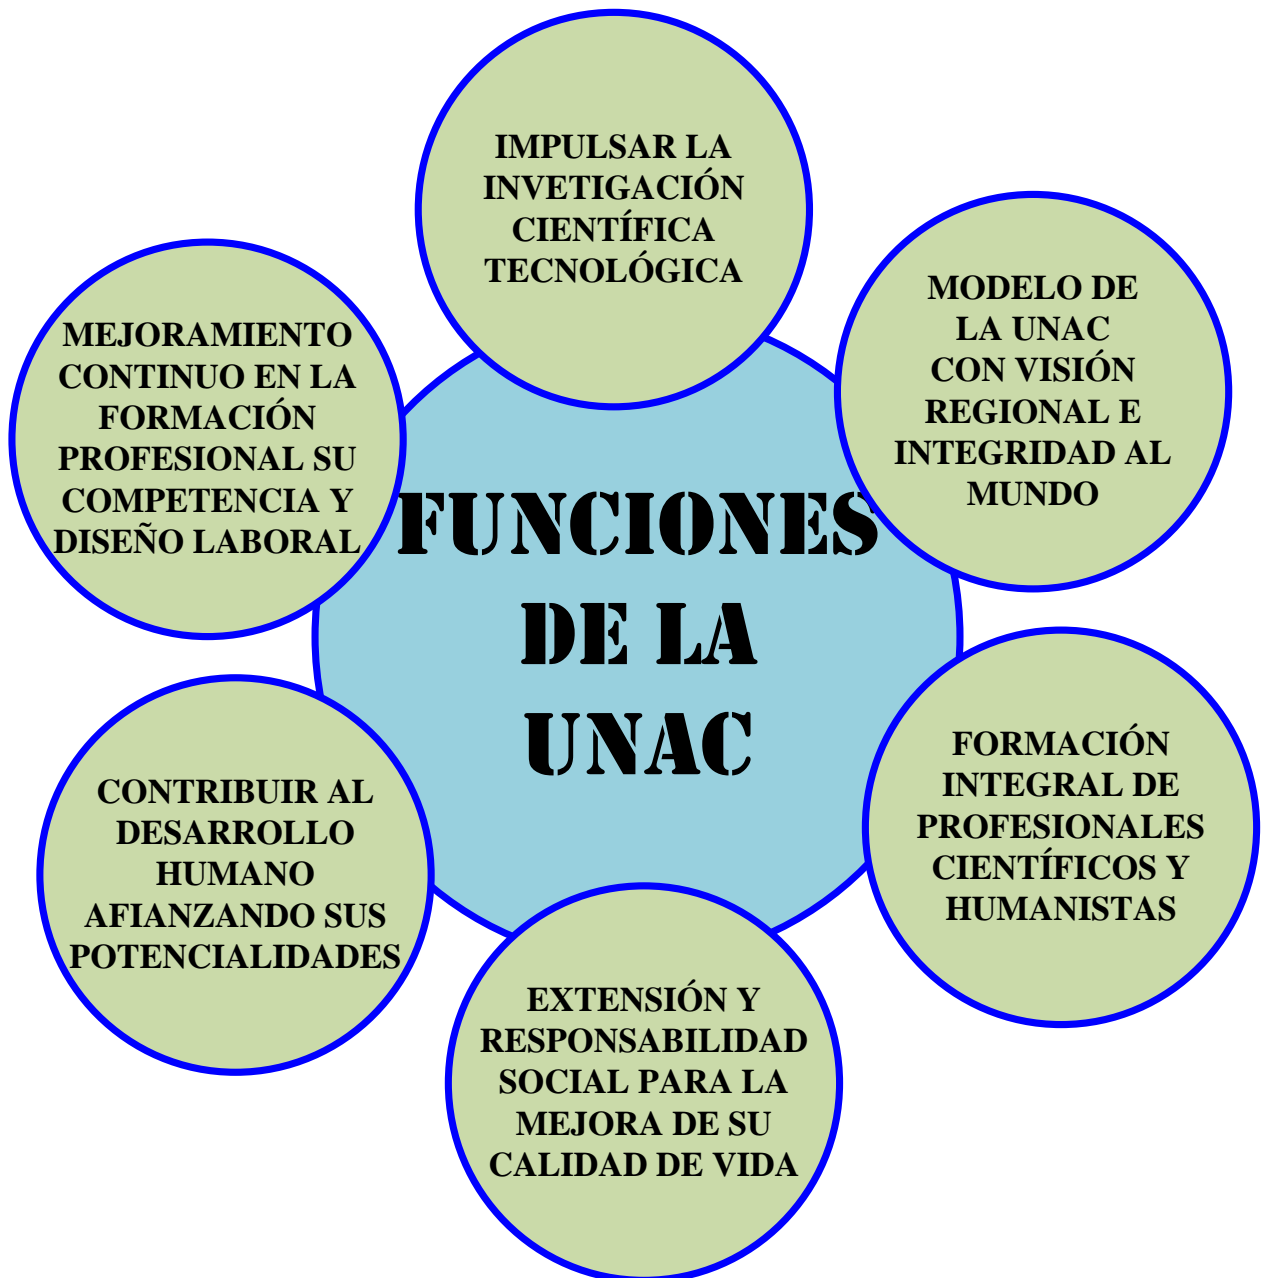 IMPULSAR LA
INVETIGACIÓN
CIENTÍFICA
TECNOLÓGICA
MODELO DE
LA UNAC
CON VISIÓN
REGIONAL E
INTEGRIDAD AL
MUNDO
MEJORAMIENTO
CONTINUO EN LA
FORMACIÓN
PROFESIONAL SU
COMPETENCIA Y
DISEÑO LABORAL
FUNCIONES
DE LA
UNAC
FORMACIÓN
INTEGRAL DE
PROFESIONALES
CIENTÍFICOS Y
HUMANISTAS
CONTRIBUIR AL
DESARROLLO
HUMANO
AFIANZANDO SUS
POTENCIALIDADES
EXTENSIÓN Y
RESPONSABILIDAD
SOCIAL PARA LA
MEJORA DE SU
CALIDAD DE VIDA